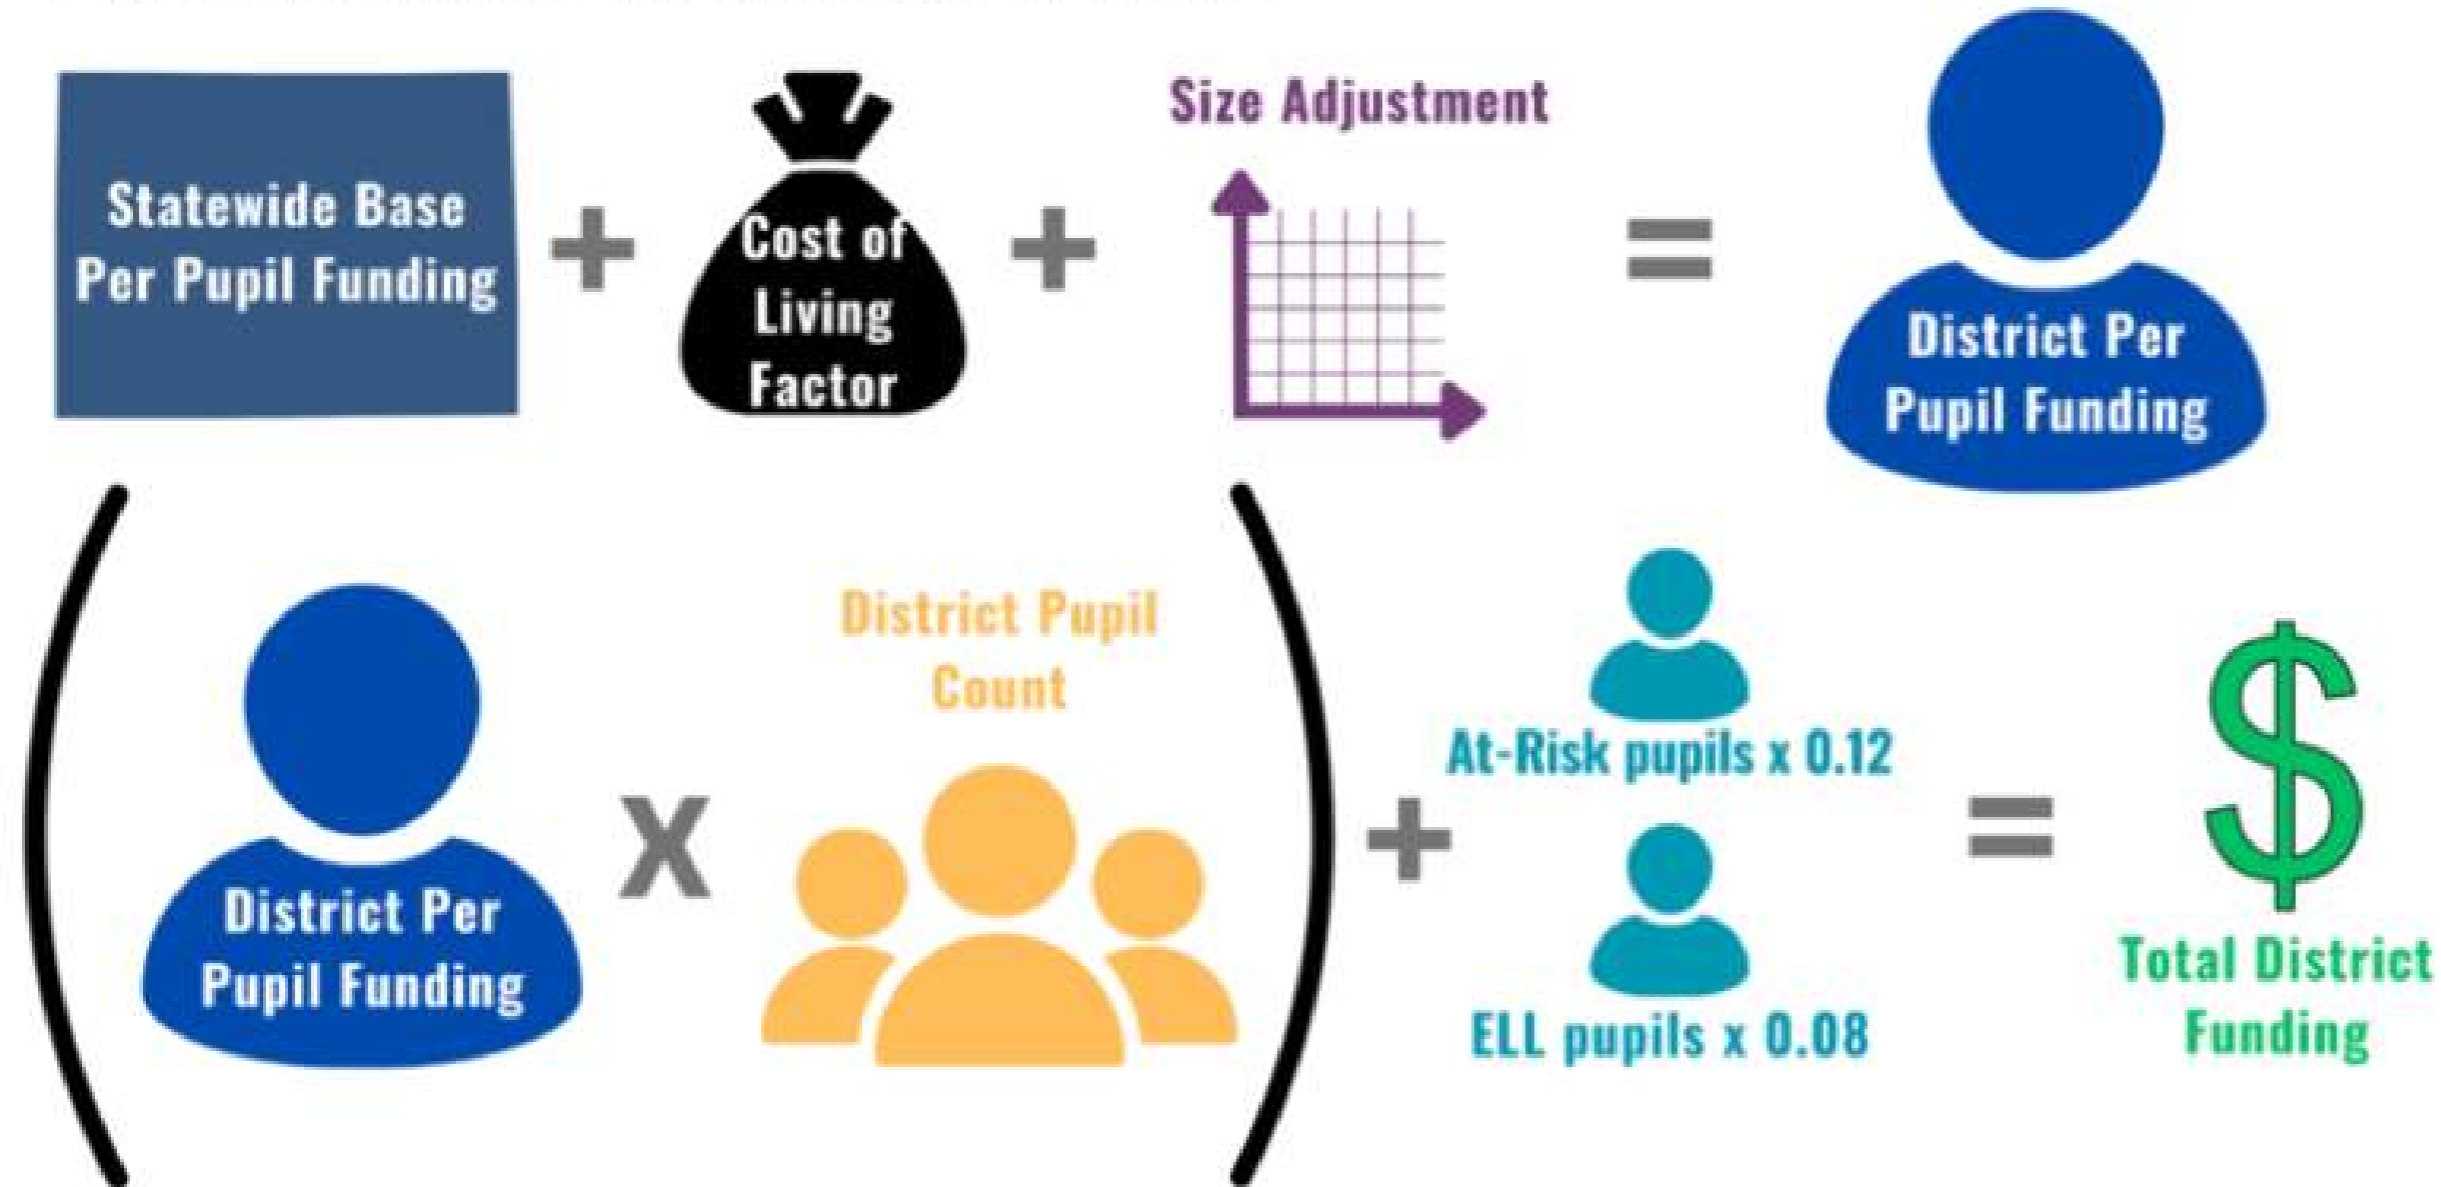 Size Adjustment
Statewide Base
Per Pupil Funding
+
Cost of
Living
Factor
+
=
District Per
Pupil Funding
(
District Per
Pupil Funding
x
District Pupil
Count
)
+
At-Risk pupils x 0.12
ELL pupils x 0.08
=
$
Total District
Funding